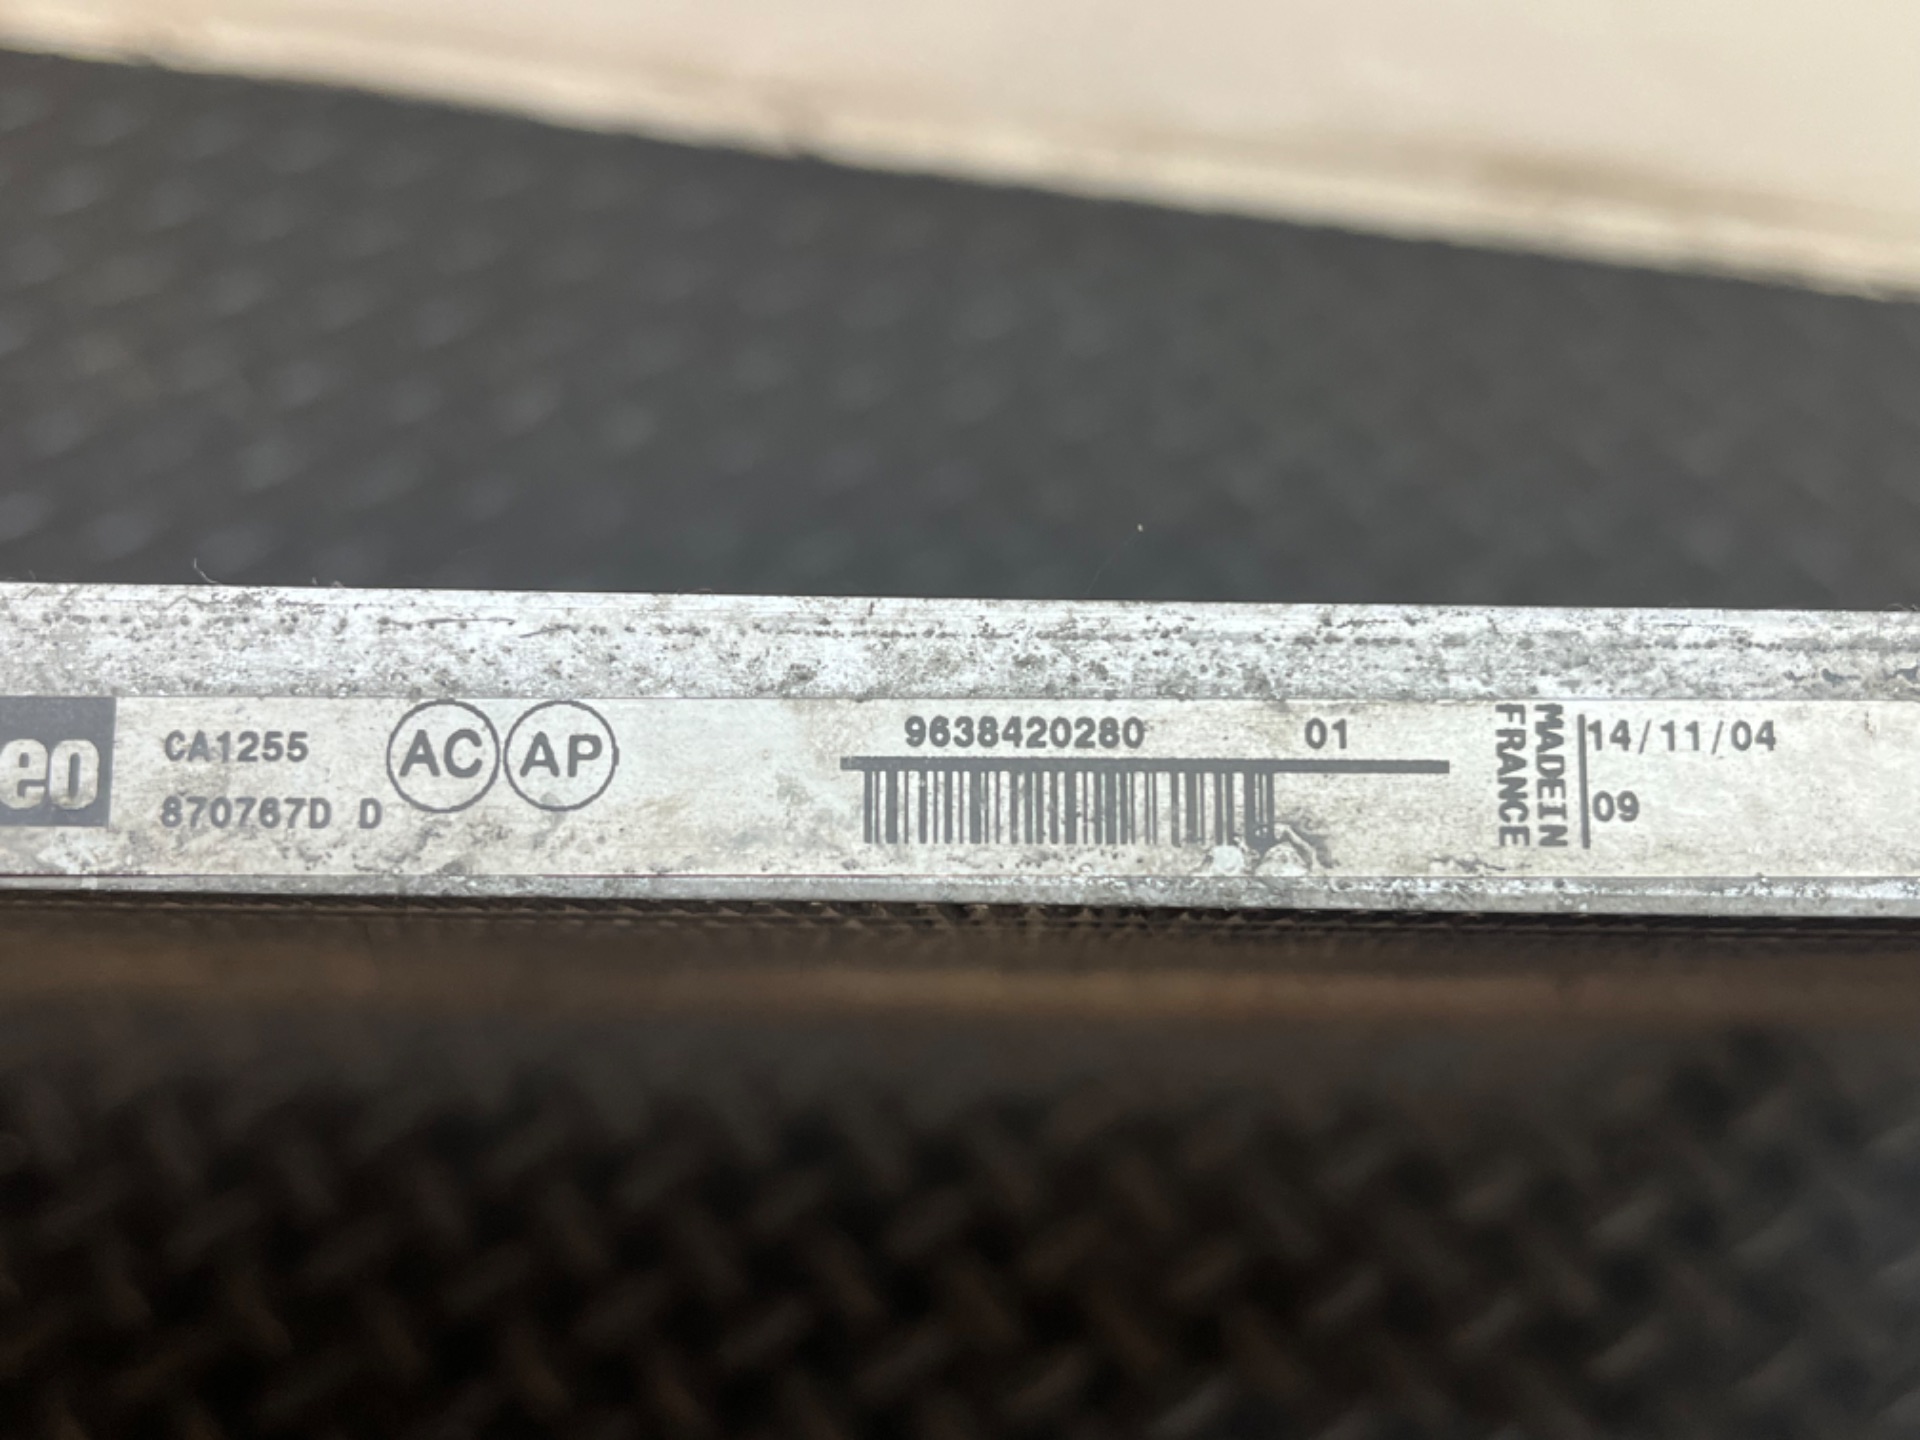 eo
CA1255
870767D D
AC
AP
9638420280 01
MADE IN
FRANCE
14/11/04
09